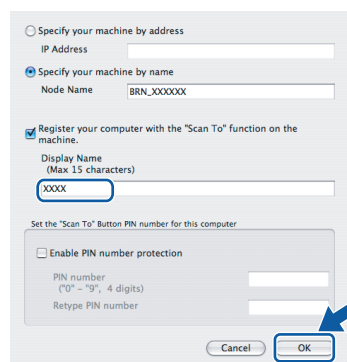 Specify your machine by address
IP Address
Specify your machine by name
Node Name BRN_XXXXXX
Register your computer with the "Scan To" function on the
machine.
Display Name
(Max 15 characters)
XXXX
Set the "Scan To" Button PIN number for this computer
Enable PIN number protection
PIN number
("0" – "9", 4 digits)
Retype PIN number
Cancel OK